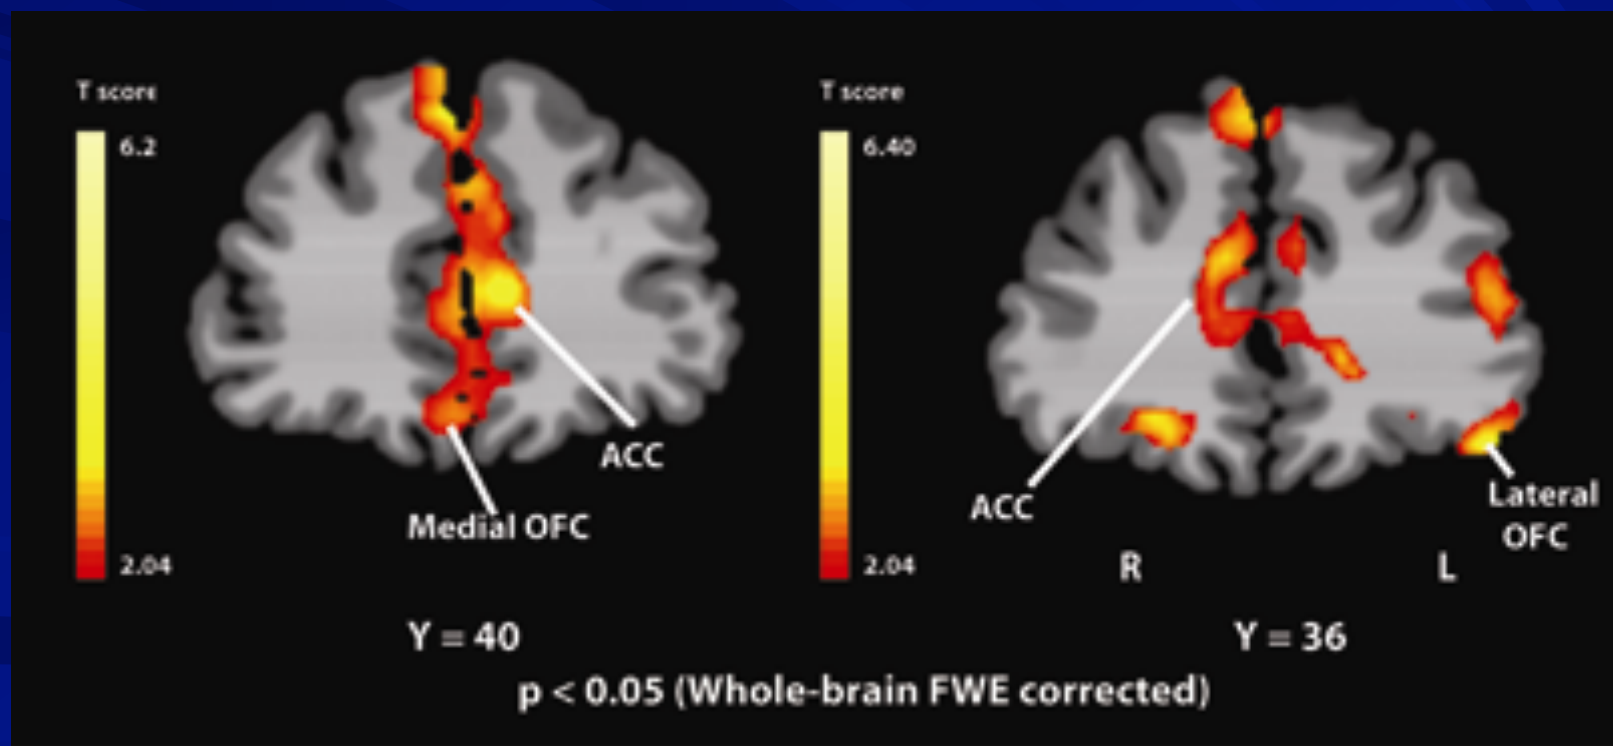 T score
6.2
2.04
ACC
Medial OFC
Y = 40
T score
6.40
2.04
ACC
Lateral
OFC
R
L
Y = 36
p < 0.05 (Whole-brain FWE corrected)